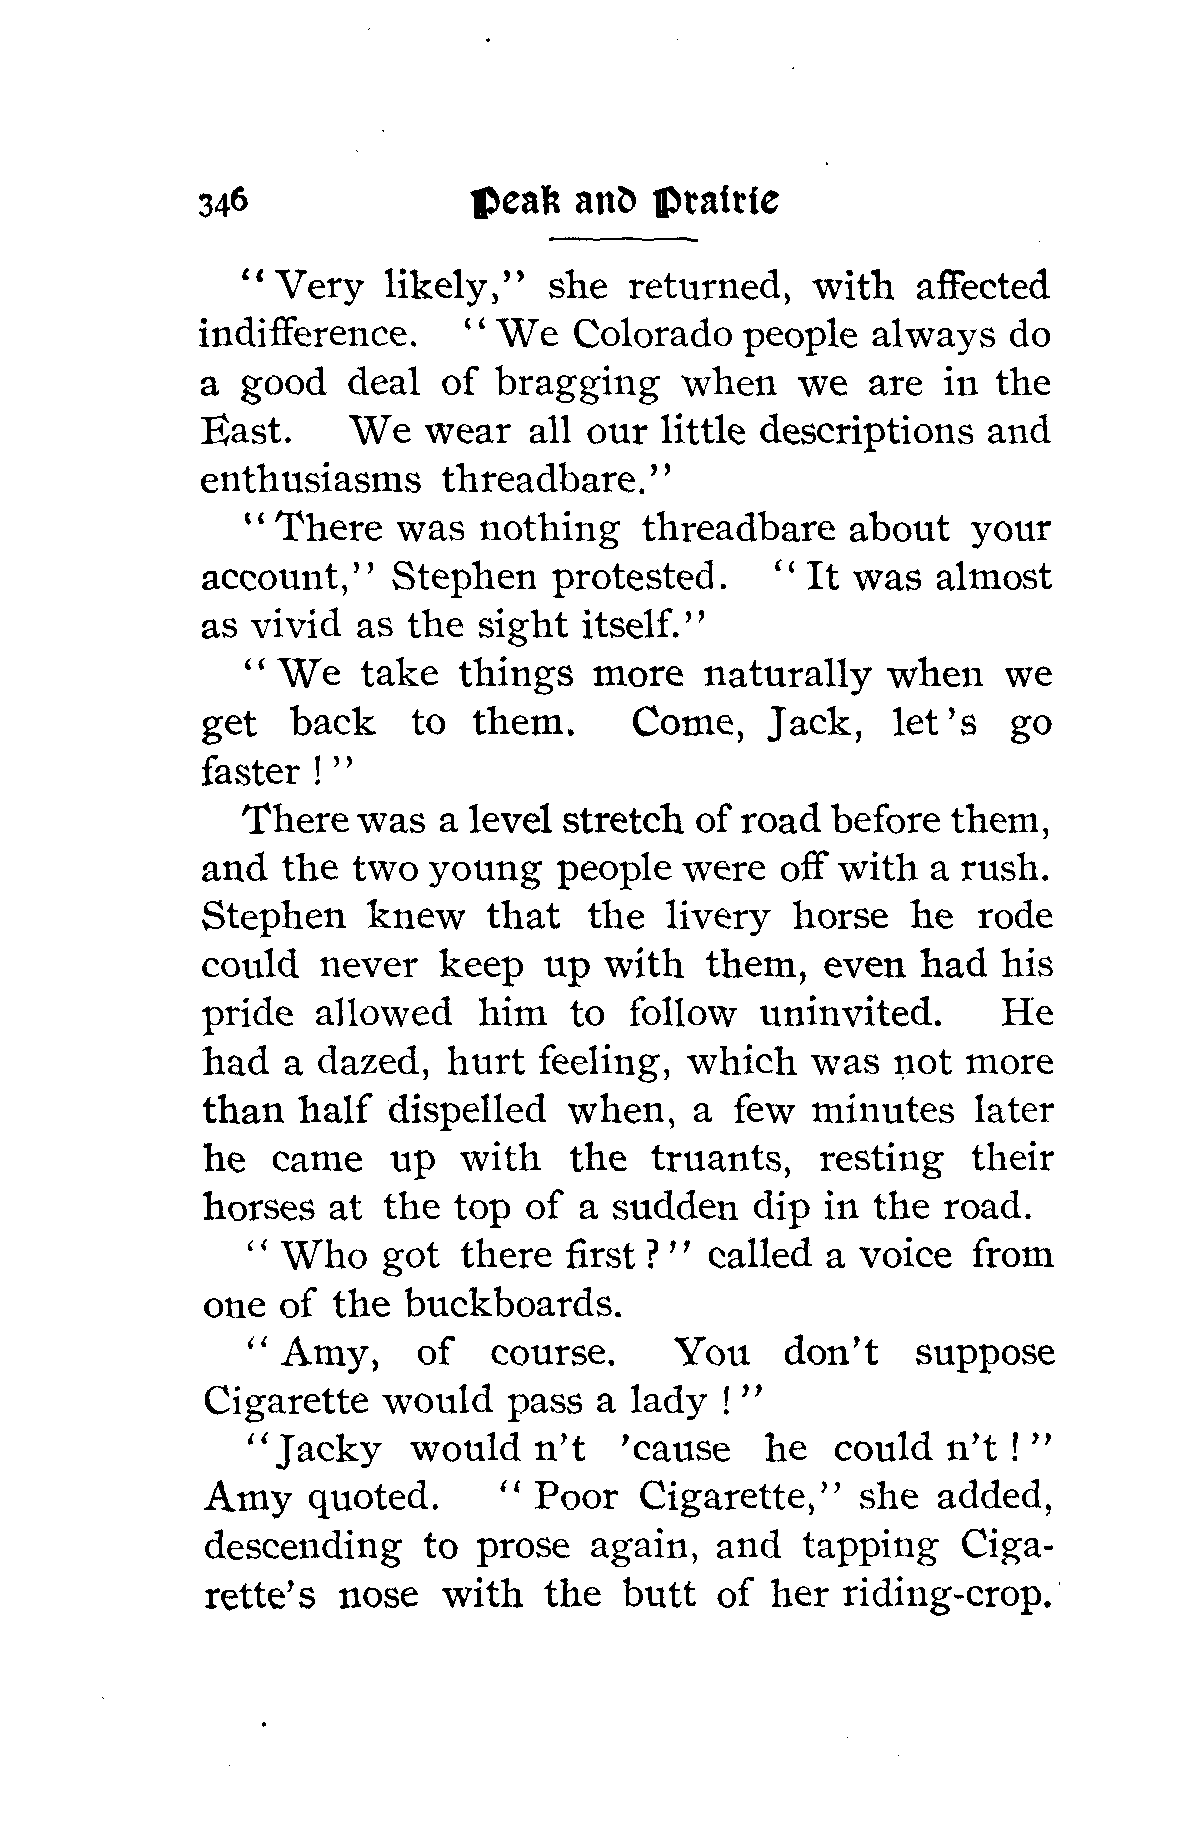 346 Peak and Prairie
"Very likely," she returned, with affected
indifference. "We Colorado people always do
a good deal of bragging when we are in the
East. We wear all our little descriptions and
enthusiasms threadbare."
"There was nothing threadbare about your
account," Stephen protested. "It was almost
as vivid as the sight itself."
"We take things more naturally when we
get back to them. Come, Jack, let 's go
faster!"
There was a level stretch of road before them,
and the two young people were off with a rush.
Stephen knew that the livery horse he rode
could never keep up with them, even had his
pride allowed him to follow uninvited. He
had a dazed, hurt feeling, which was not more
than half dispelled when, a few minutes later
he came up with the truants, resting their
horses at the top of a sudden dip in the road.
"Who got there first?" called a voice from
one of the buckboards.
"Amy, of course. You don't suppose
Cigarette would pass a lady!"
"Jacky would n't 'cause he could n't!"
Amy quoted. "Poor Cigarette," she added,
descending to prose again, and tapping Ciga-
rette's nose with the butt of her riding-crop.